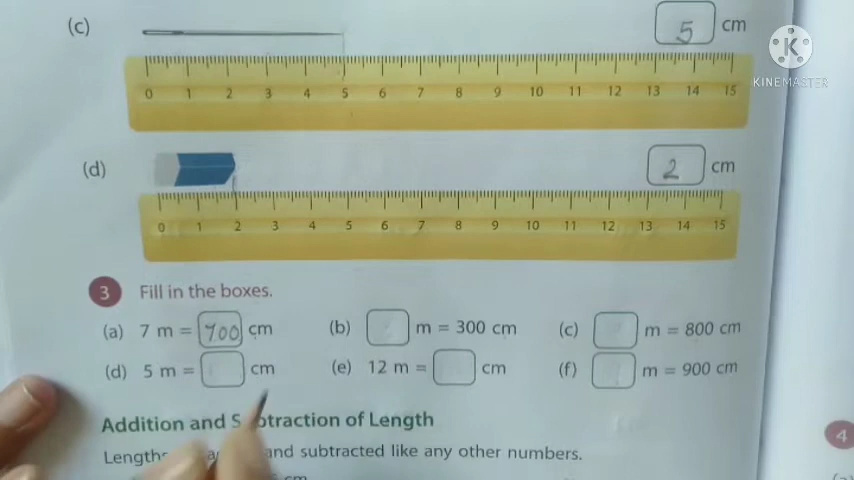 (c) 5 cm
K
KINEMASTER
0 1 2 3 4 5 6 7 8 9 10 11 12 13 14 15
(d) 2 cm
0 1 2 3 4 5 6 7 8 9 10 11 12 13 14 15
3 Fill in the boxes.
(a) 7 m = 700 cm (b) m = 300 cm (c) m = 800 cm
(d) 5 m = cm (e) 12 m = cm (f) m = 900 cm
Addition and Subtraction of Length
4
and subtracted like any other numbers.
cm